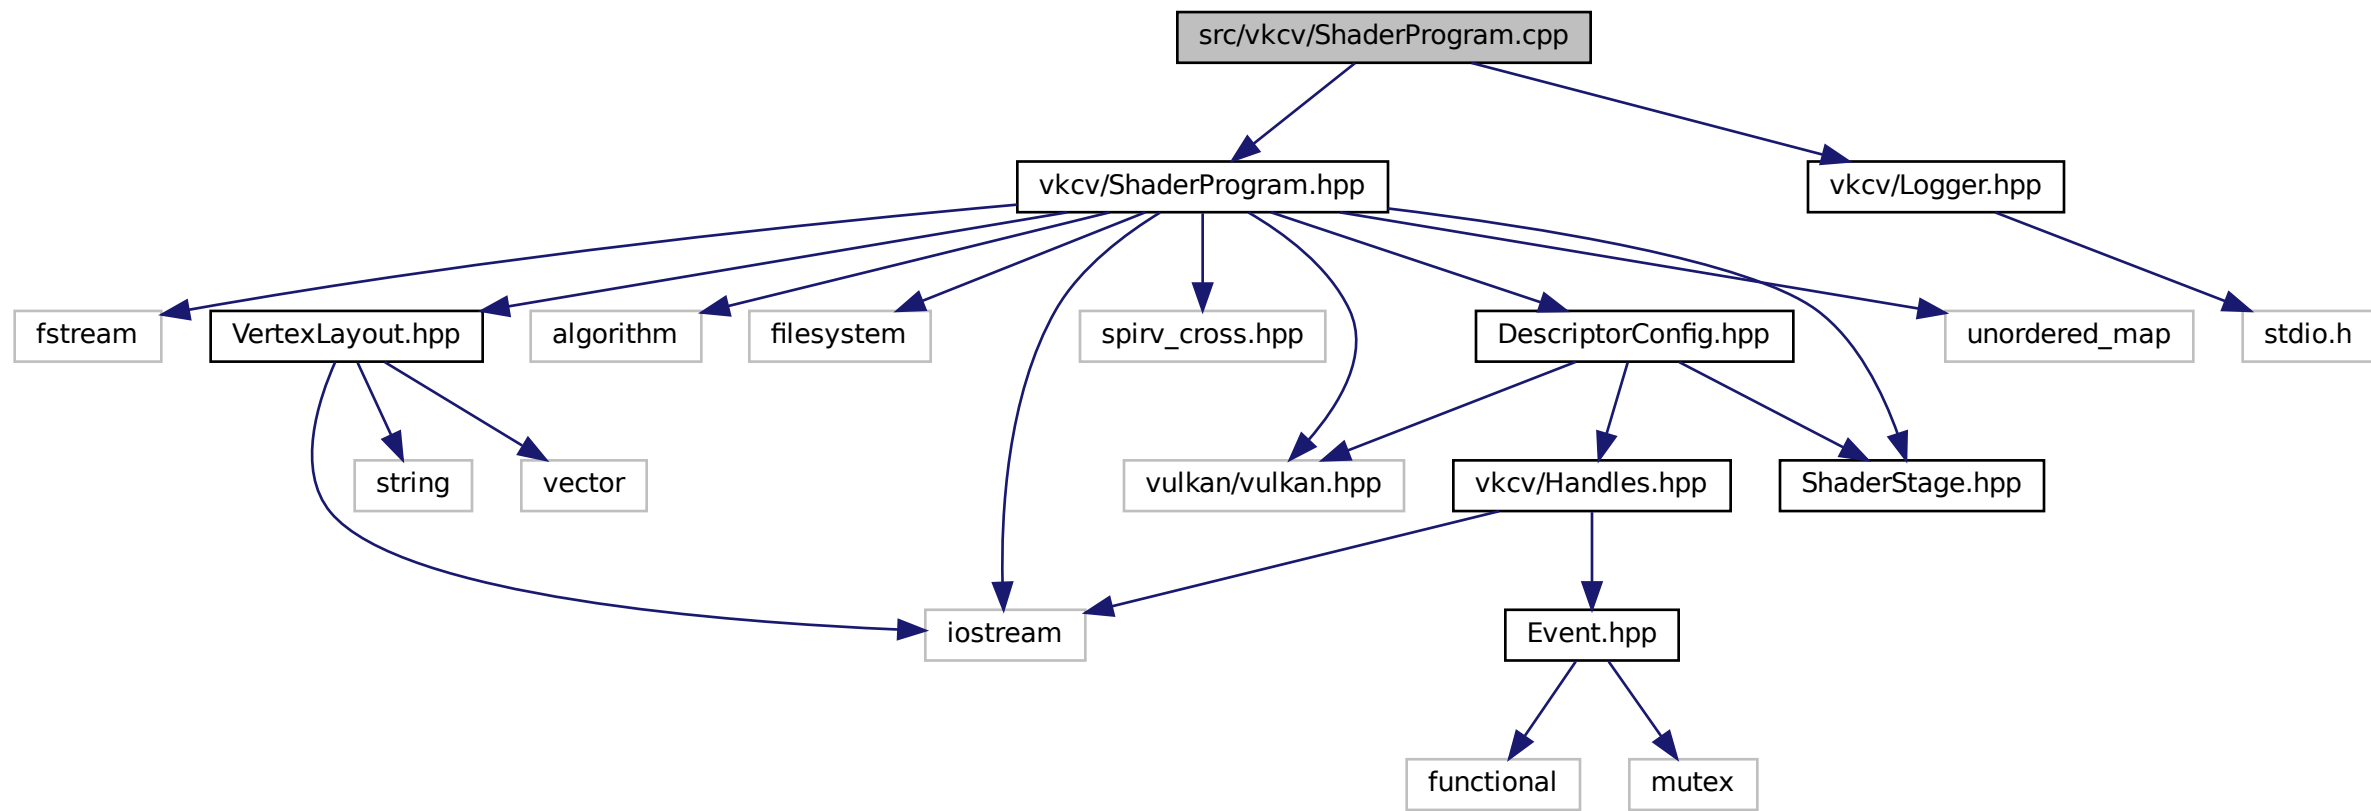 src/vkcv/ShaderProgram.cpp
vkcv/ShaderProgram.hpp
vkcv/Logger.hpp
fstream
VertexLayout.hpp
algorithm
filesystem
spirv_cross.hpp
DescriptorConfig.hpp
unordered_map
stdio.h
string
vector
vulkan/vulkan.hpp
vkcv/Handles.hpp
ShaderStage.hpp
iostream
Event.hpp
functional
mutex